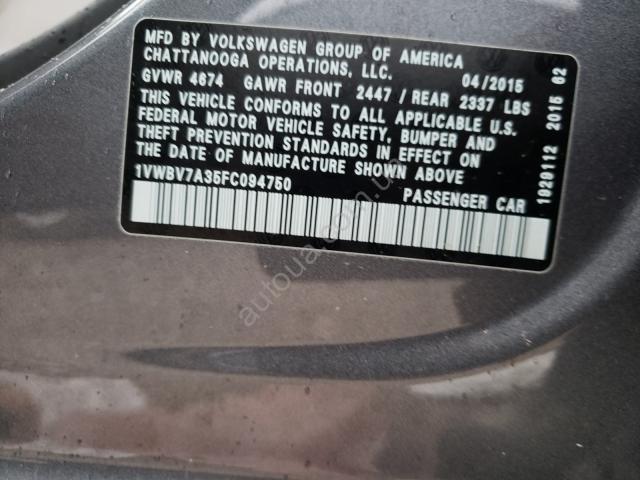 MFD BY VOLKSWAGEN GROUP OF AMERICA
CHATTANOOGA OPERATIONS, LLC. 04/2015
GVWR 4674 GAWR FRONT 2447 / REAR 2337 LBS
THIS VEHICLE CONFORMS TO ALL APPLICABLE U.S.
FEDERAL MOTOR VEHICLE SAFETY, BUMPER AND
THEFT PREVENTION STANDARDS IN EFFECT ON
THE DATE OF MANUFACTURE SHOWN ABOVE
1VWBV7A35FC094750 PASSENGER CAR
1020112 2015 62
autoua.com.ua